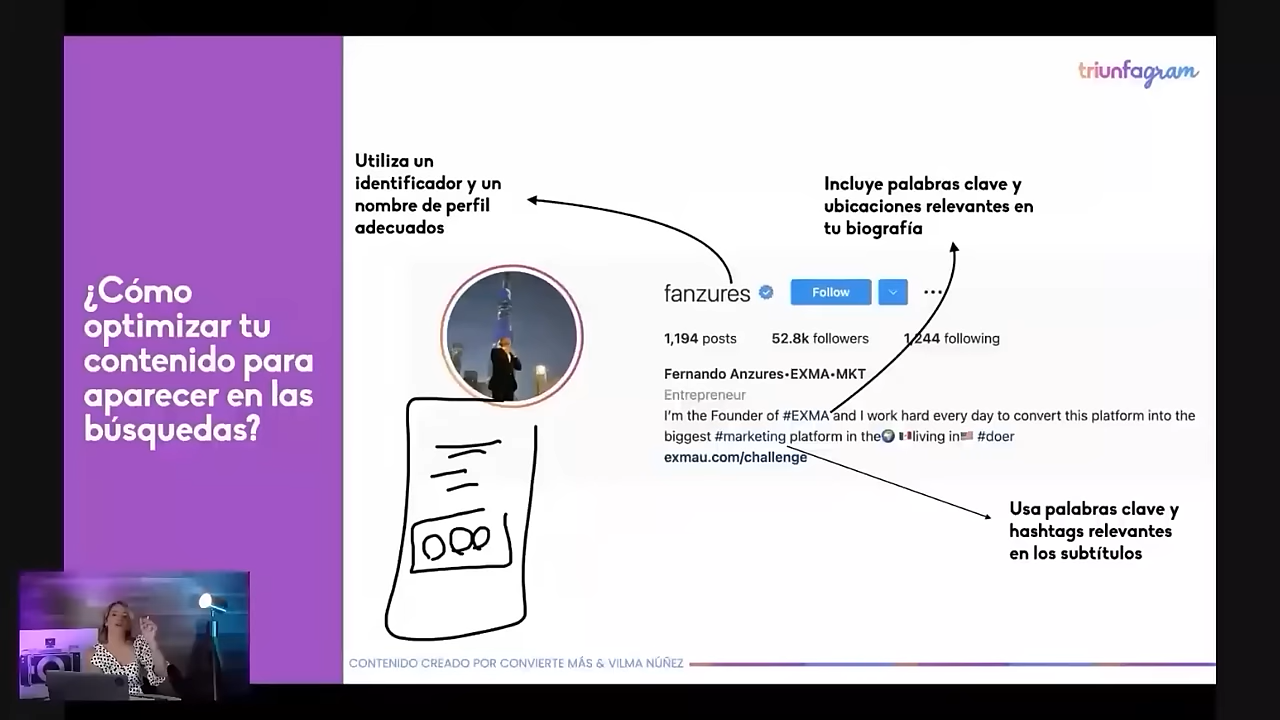 triunfagram
¿Cómo
optimizar tu
contenido para
aparecer en las
búsquedas?
Utiliza un
identificador y un
nombre de perfil
adecuados
Incluye palabras clave y
ubicaciones relevantes en
tu biografía
fanzures
Follow
1,194 posts 52.8k followers 1,244 following
Fernando Anzures•EXMA•MKT
Entrepreneur
I'm the Founder of #EXMA and I work hard every day to convert this platform into the
biggest #marketing platform in the🌍 🇲🇽living in🇺🇸 #doer
exmau.com/challenge
Usa palabras clave y
hashtags relevantes
en los subtítulos
CONTENIDO CREADO POR CONVIERTE MÁS & VILMA NÚÑEZ